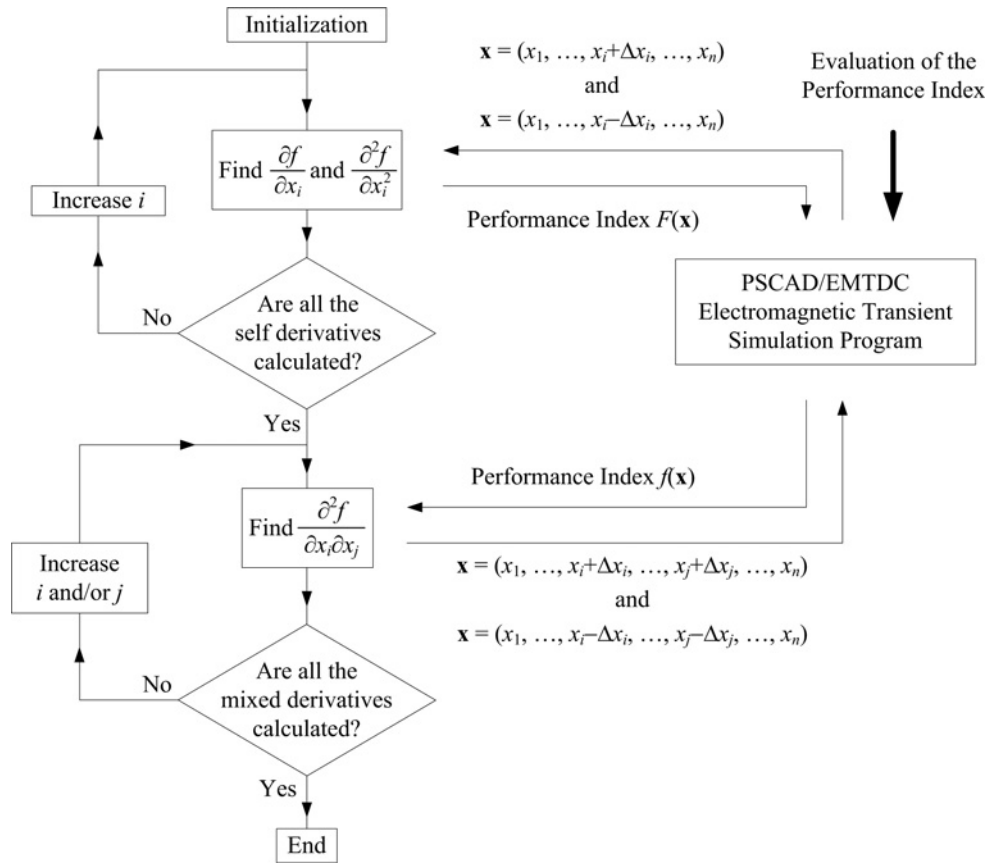 Initialization
x = (x₁, …, xᵢ+Δxᵢ, …, xₙ)
and
x = (x₁, …, xᵢ−Δxᵢ, …, xₙ)
Evaluation of the
Performance Index
Find ∂f/∂xᵢ and ∂²f/∂xᵢ²
Increase i
Performance Index F(x)
PSCAD/EMTDC
Electromagnetic Transient
Simulation Program
Are all the
self derivatives
calculated?
No
Yes
Performance Index f(x)
Find ∂²f/∂xᵢ∂xⱼ
Increase
i and/or j
x = (x₁, …, xᵢ+Δxᵢ, …, xⱼ+Δxⱼ, …, xₙ)
and
x = (x₁, …, xᵢ−Δxᵢ, …, xⱼ−Δxⱼ, …, xₙ)
Are all the
mixed derivatives
calculated?
No
Yes
End